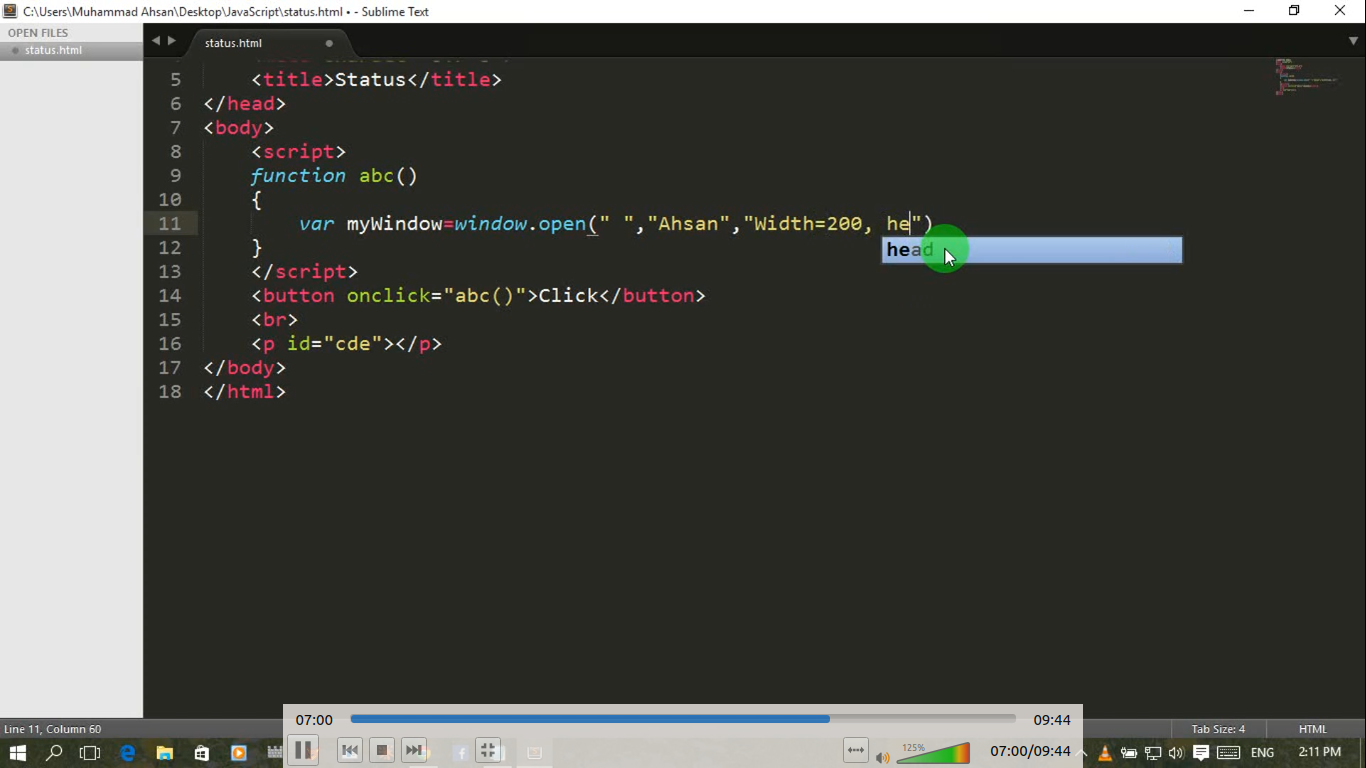 C:\Users\Muhammad Ahsan\Desktop\JavaScript\status.html • - Sublime Text
OPEN FILES
status.html
status.html
5 <title>Status</title>
6 </head>
7 <body>
8 <script>
9 function abc()
10 {
11 var myWindow=window.open(" ","Ahsan","Width=200, he")
head
12 }
13 </script>
14 <button onclick="abc()">Click</button>
15 <br>
16 <p id="cde"></p>
17 </body>
18 </html>
07:00 09:44
Line 11, Column 60
Tab Size: 4
HTML
125%
07:00/09:44
ENG
2:11 PM